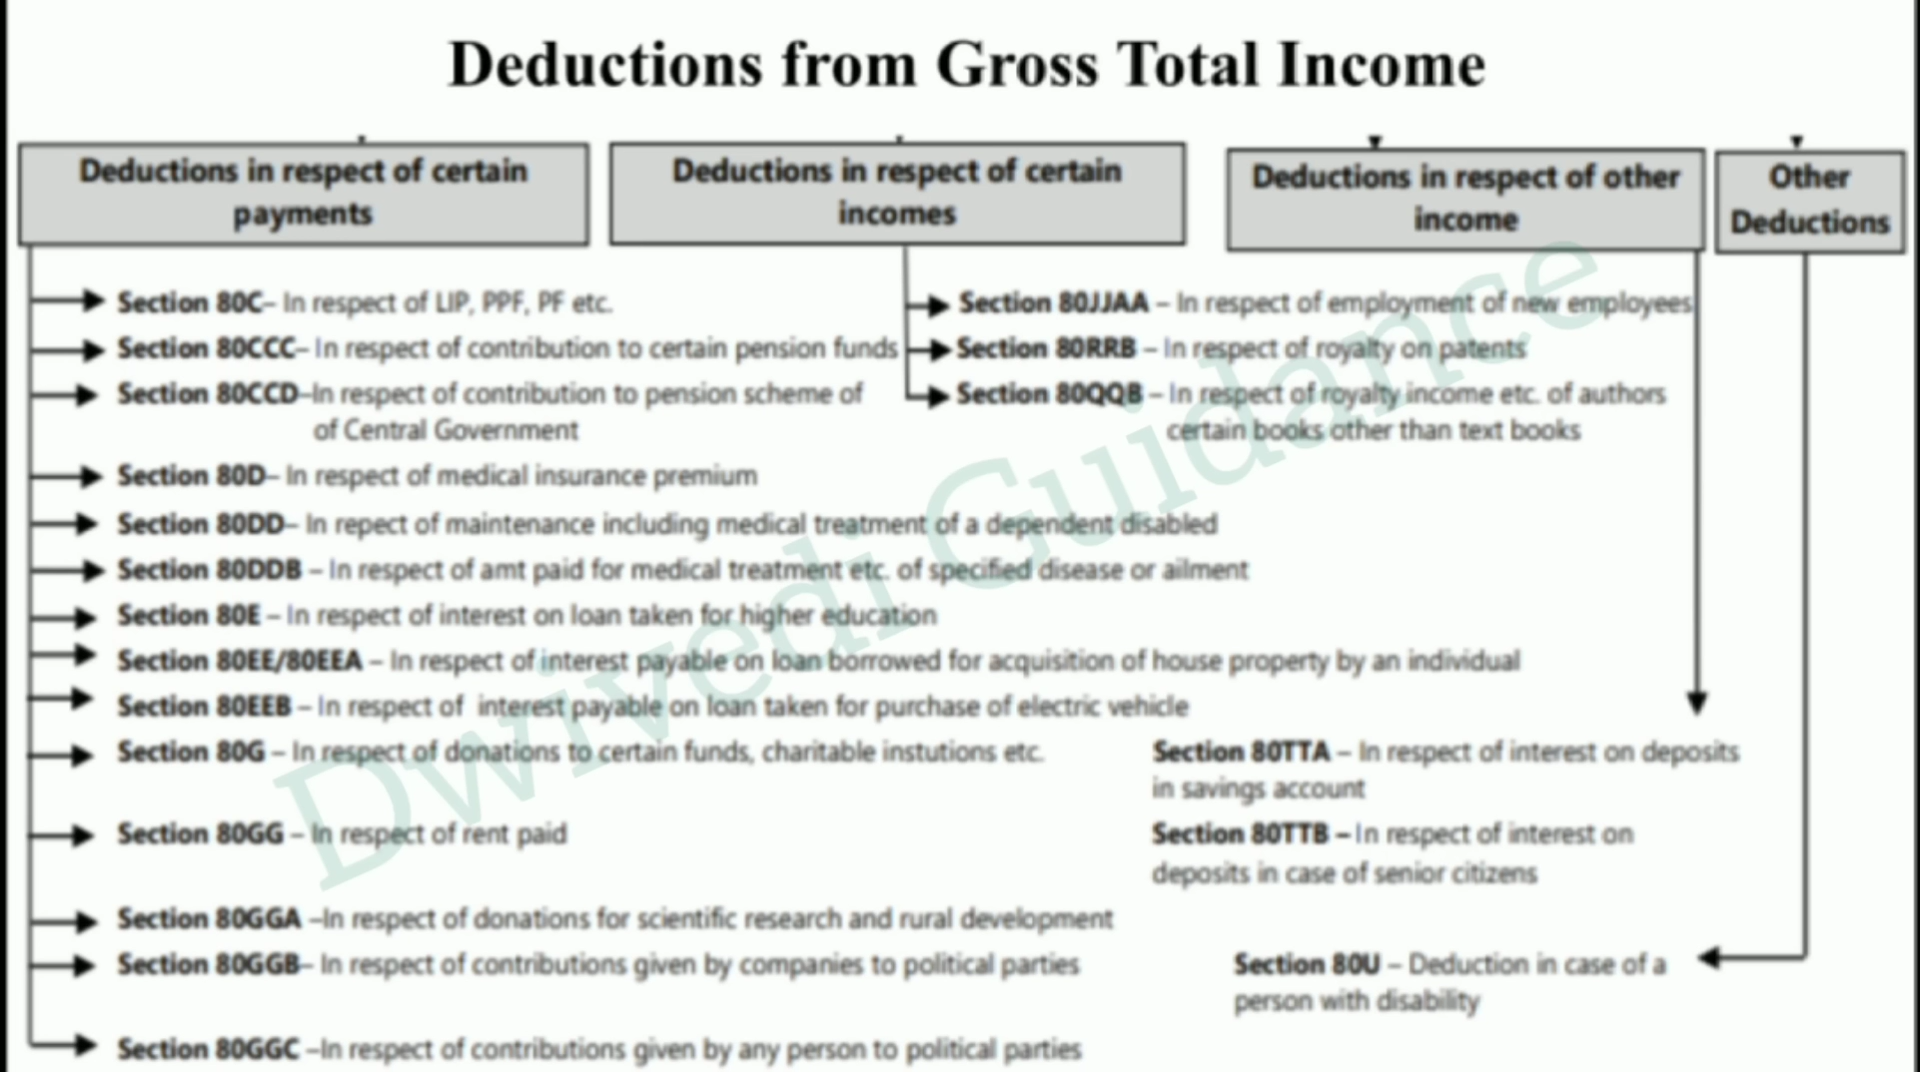 Deductions from Gross Total Income
Deductions in respect of certain
payments
Deductions in respect of certain
incomes
Deductions in respect of other
income
Other
Deductions
Section 80C– In respect of LIP, PPF, PF etc.
Section 80CCC– In respect of contribution to certain pension funds
Section 80CCD–In respect of contribution to pension scheme of
of Central Government
Section 80D– In respect of medical insurance premium
Section 80DD– In repect of maintenance including medical treatment of a dependent disabled
Section 80DDB – In respect of amt paid for medical treatment etc. of specified disease or ailment
Section 80E – In respect of interest on loan taken for higher education
Section 80EE/80EEA – In respect of interest payable on loan borrowed for acquisition of house property by an individual
Section 80EEB – In respect of interest payable on loan taken for purchase of electric vehicle
Section 80G – In respect of donations to certain funds, charitable instutions etc.
Section 80GG – In respect of rent paid
Section 80GGA –In respect of donations for scientific research and rural development
Section 80GGB– In respect of contributions given by companies to political parties
Section 80GGC –In respect of contributions given by any person to political parties
Section 80JJAA – In respect of employment of new employees
Section 80RRB – In respect of royalty on patents
Section 80QQB – In respect of royalty income etc. of authors
certain books other than text books
Section 80TTA – In respect of interest on deposits
in savings account
Section 80TTB – In respect of interest on
deposits in case of senior citizens
Section 80U – Deduction in case of a
person with disability
Dwivedi Guidance